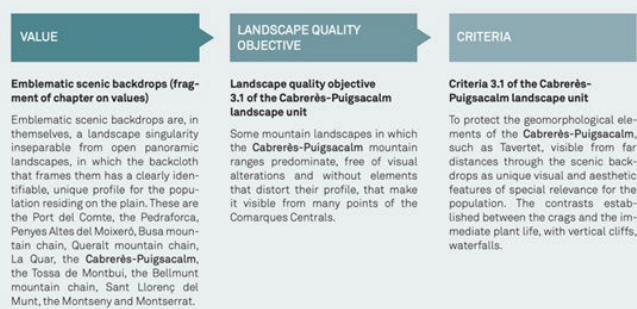 VALUE
LANDSCAPE QUALITY
OBJECTIVE
CRITERIA
Emblematic scenic backdrops (frag-
ment of chapter on values)
Emblematic scenic backdrops are, in
themselves, a landscape singularity
inseparable from open panoramic
landscapes, in which the backcloth
that frames them has a clearly iden-
tifiable, unique profile for the popu-
lation residing on the plain. These are
the Port del Comte, the Pedraforca,
Penyes Altes del Moixeró, Busa moun-
tain chain, Queralt mountain chain,
La Quar, the Cabrerès-Puigsacalm,
the Tossa de Montbui, the Bellmunt
mountain chain, Sant Llorenç del
Munt, the Montseny and Montserrat.
Landscape quality objective
3.1 of the Cabrerès-Puigsacalm
landscape unit
Some mountain landscapes in which
the Cabrerès-Puigsacalm mountain
ranges predominate, free of visual
alterations and without elements
that distort their profile, that make
it visible from many points of the
Comarques Centrals.
Criteria 3.1 of the Cabrerès-
Puigsacalm landscape unit
To protect the geomorphological ele-
ments of the Cabrerès-Puigsacalm,
such as Tavertet, visible from far
distances through the scenic back-
drops as unique visual and aesthetic
features of special relevance for the
population. The contrasts estab-
lished between the crags and the im-
mediate plant life, with vertical cliffs,
waterfalls.